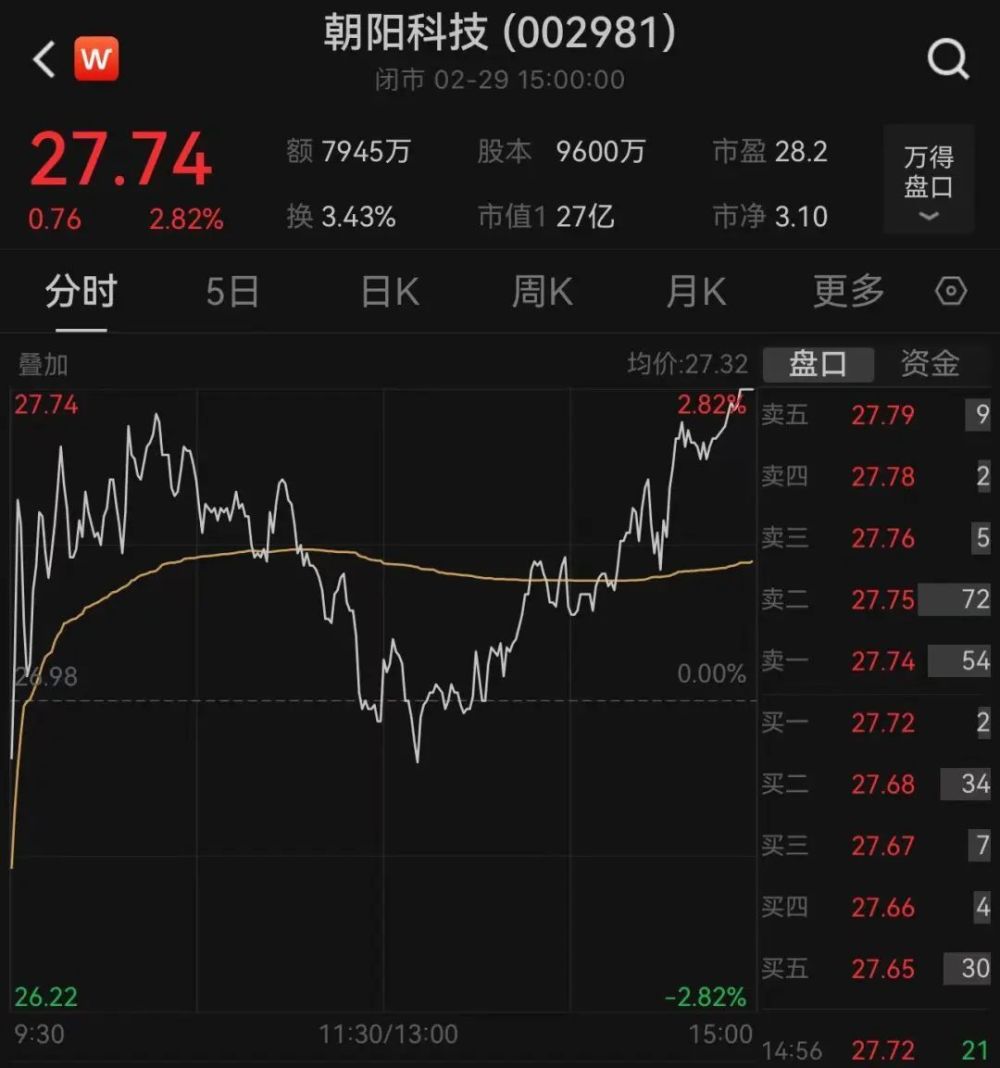 W
朝阳科技 (002981)
闭市 02-29 15:00:00
27.74
0.76 2.82%
额 7945万 股本 9600万 市盈 28.2
换 3.43% 市值1 27亿 市净 3.10
万得
盘口
分时 5日 日K 周K 月K 更多
叠加 均价:27.32 盘口 资金
27.74 2.82%
26.98 0.00%
26.22 -2.82%
9:30 11:30/13:00 15:00
卖五 27.79 9
卖四 27.78 2
卖三 27.76 5
卖二 27.75 72
卖一 27.74 54
买一 27.72 2
买二 27.68 34
买三 27.67 7
买四 27.66 4
买五 27.65 30
14:56 27.72 21